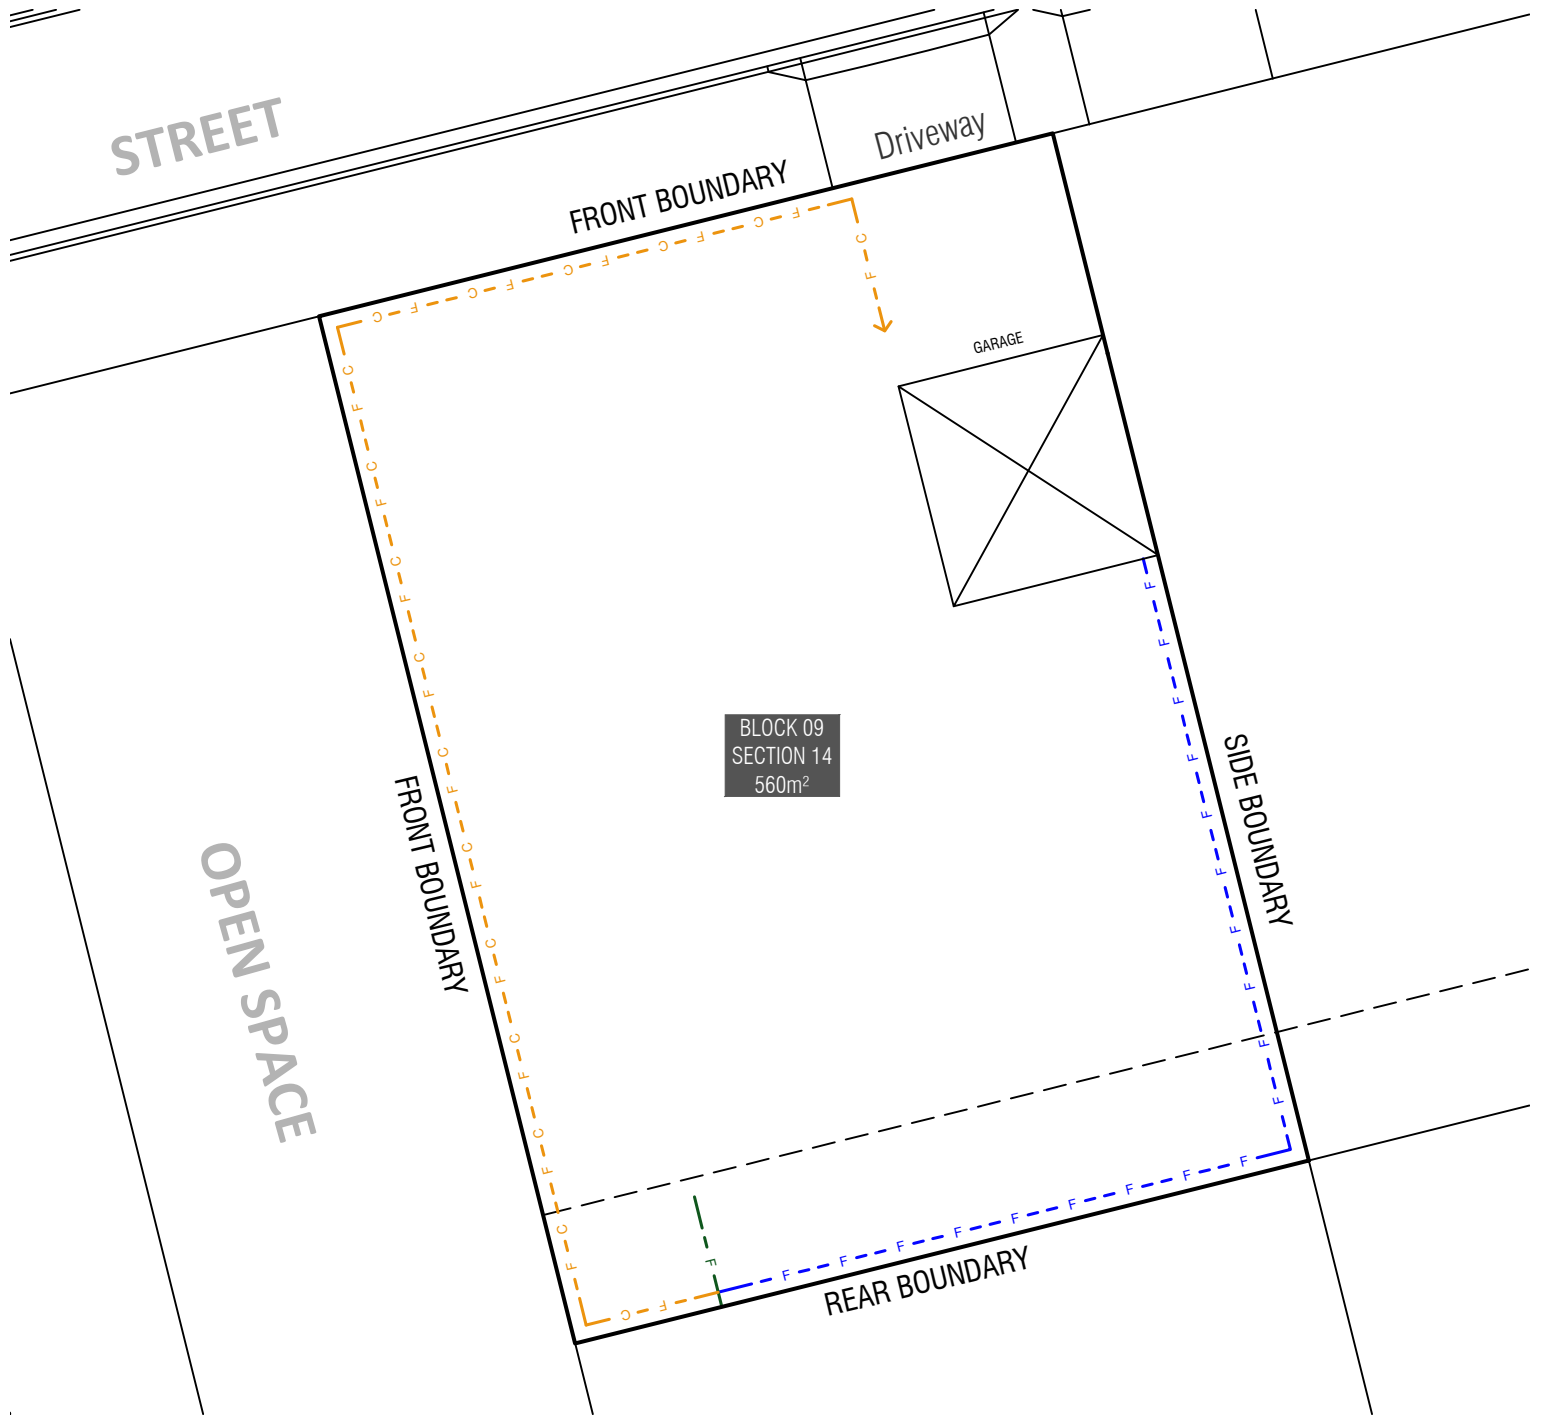 STREET
Driveway
FRONT BOUNDARY
GARAGE
BLOCK 09
SECTION 14
560m²
SIDE BOUNDARY
FRONT BOUNDARY
OPEN SPACE
REAR BOUNDARY